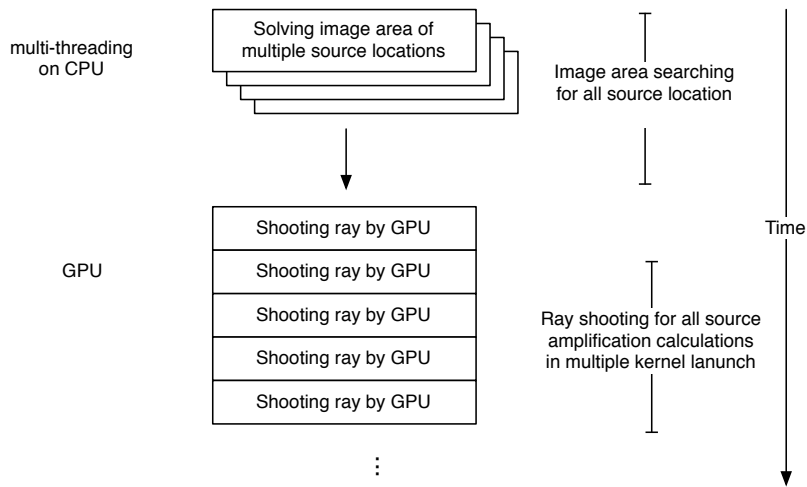 multi-threading
on CPU
Solving image area of
multiple source locations
Image area searching
for all source location
Shooting ray by GPU
Time
GPU
Shooting ray by GPU
Shooting ray by GPU
Ray shooting for all source
amplification calculations
in multiple kernel lanunch
Shooting ray by GPU
Shooting ray by GPU
⋮